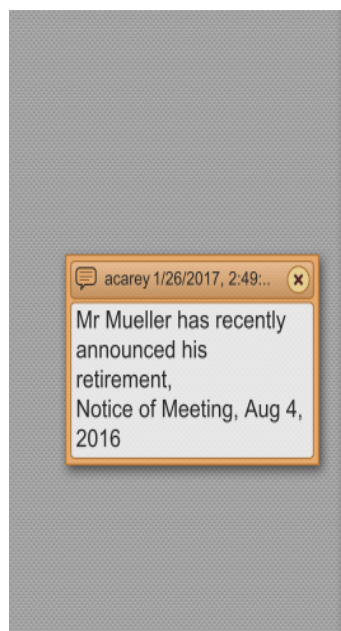 acarey 1/26/2017, 2:49:..
Mr Mueller has recently
announced his
retirement,
Notice of Meeting, Aug 4,
2016